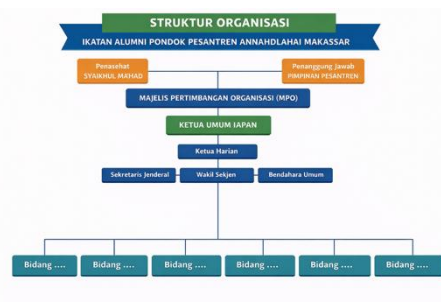 STRUKTUR ORGANISASI
IKATAN ALUMNI PONDOK PESANTREN ANNAHDLAHAI MAKASSAR
Penasehat
SYAIKHUL MAHAD
Penanggung Jawab
PIMPINAN PESANTREN
MAJELIS PERTIMBANGAN ORGANISASI (MPO)
KETUA UMUM IAPAN
Ketua Harian
Sekretaris Jenderal
Wakil Sekjen
Bendahara Umum
Bidang ....
Bidang ....
Bidang ....
Bidang ....
Bidang ....
Bidang ....